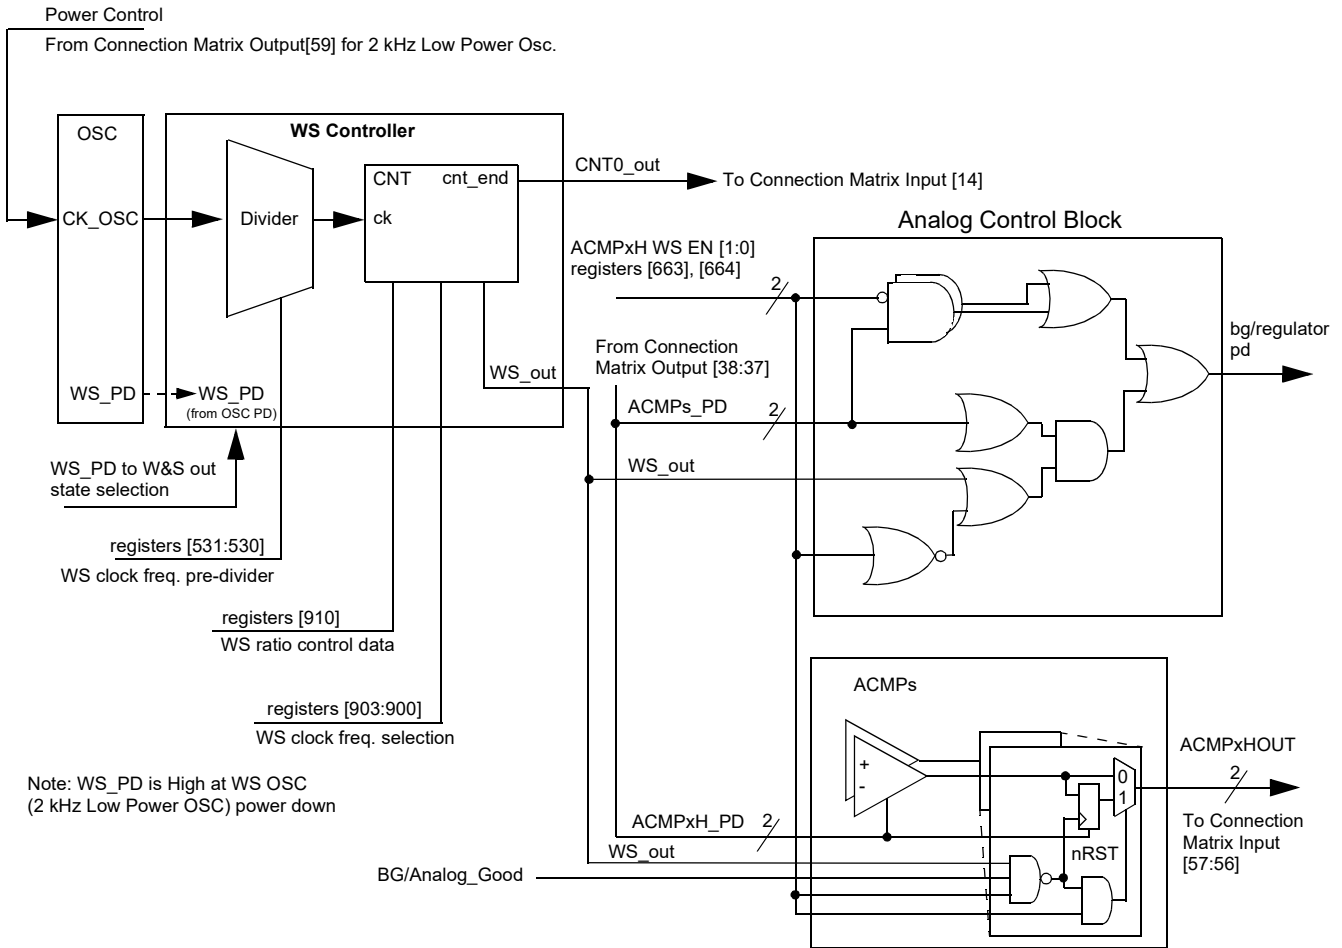 Power Control
From Connection Matrix Output[59] for 2 kHz Low Power Osc.
OSC
WS Controller
CNT
cnt_end
CNT0_out
To Connection Matrix Input [14]
CK_OSC
Divider
ck
Analog Control Block
ACMPxH WS EN [1:0]
registers [663], [664]
2
From Connection
Matrix Output [38:37]
bg/regulator
pd
WS_out
WS_PD
WS_PD
(from OSC PD)
ACMPs_PD
2
WS_PD to W&S out
state selection
WS_out
registers [531:530]
WS clock freq. pre-divider
registers [910]
WS ratio control data
registers [903:900]
WS clock freq. selection
ACMPs
ACMPxHOUT
+
-
0
1
2
Note: WS_PD is High at WS OSC
(2 kHz Low Power OSC) power down
ACMPxH_PD
2
To Connection
Matrix Input
[57:56]
WS_out
nRST
BG/Analog_Good